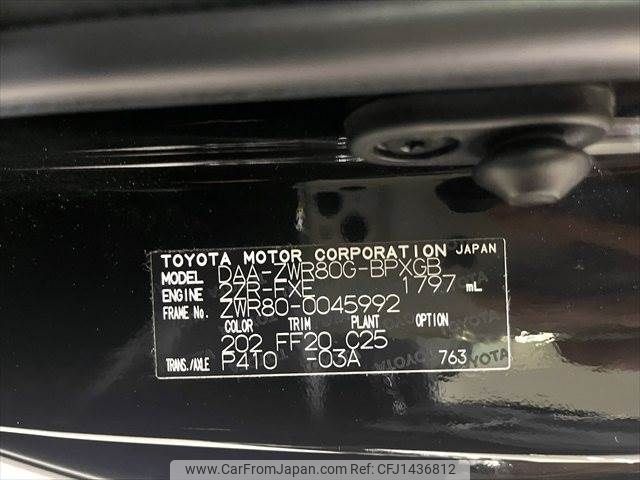 TOYOTA MOTOR CORPORATION JAPAN
MODEL DAA-ZWR80G-BPXGB
ENGINE 2ZR-FXE 1797 mL
FRAME No. ZWR80-0045992
COLOR TRIM PLANT OPTION
202 FF20 C25
TRANS./AXLE P410 -03A 763
www.CarFromJapan.com | Ref:No: CFJ1436812